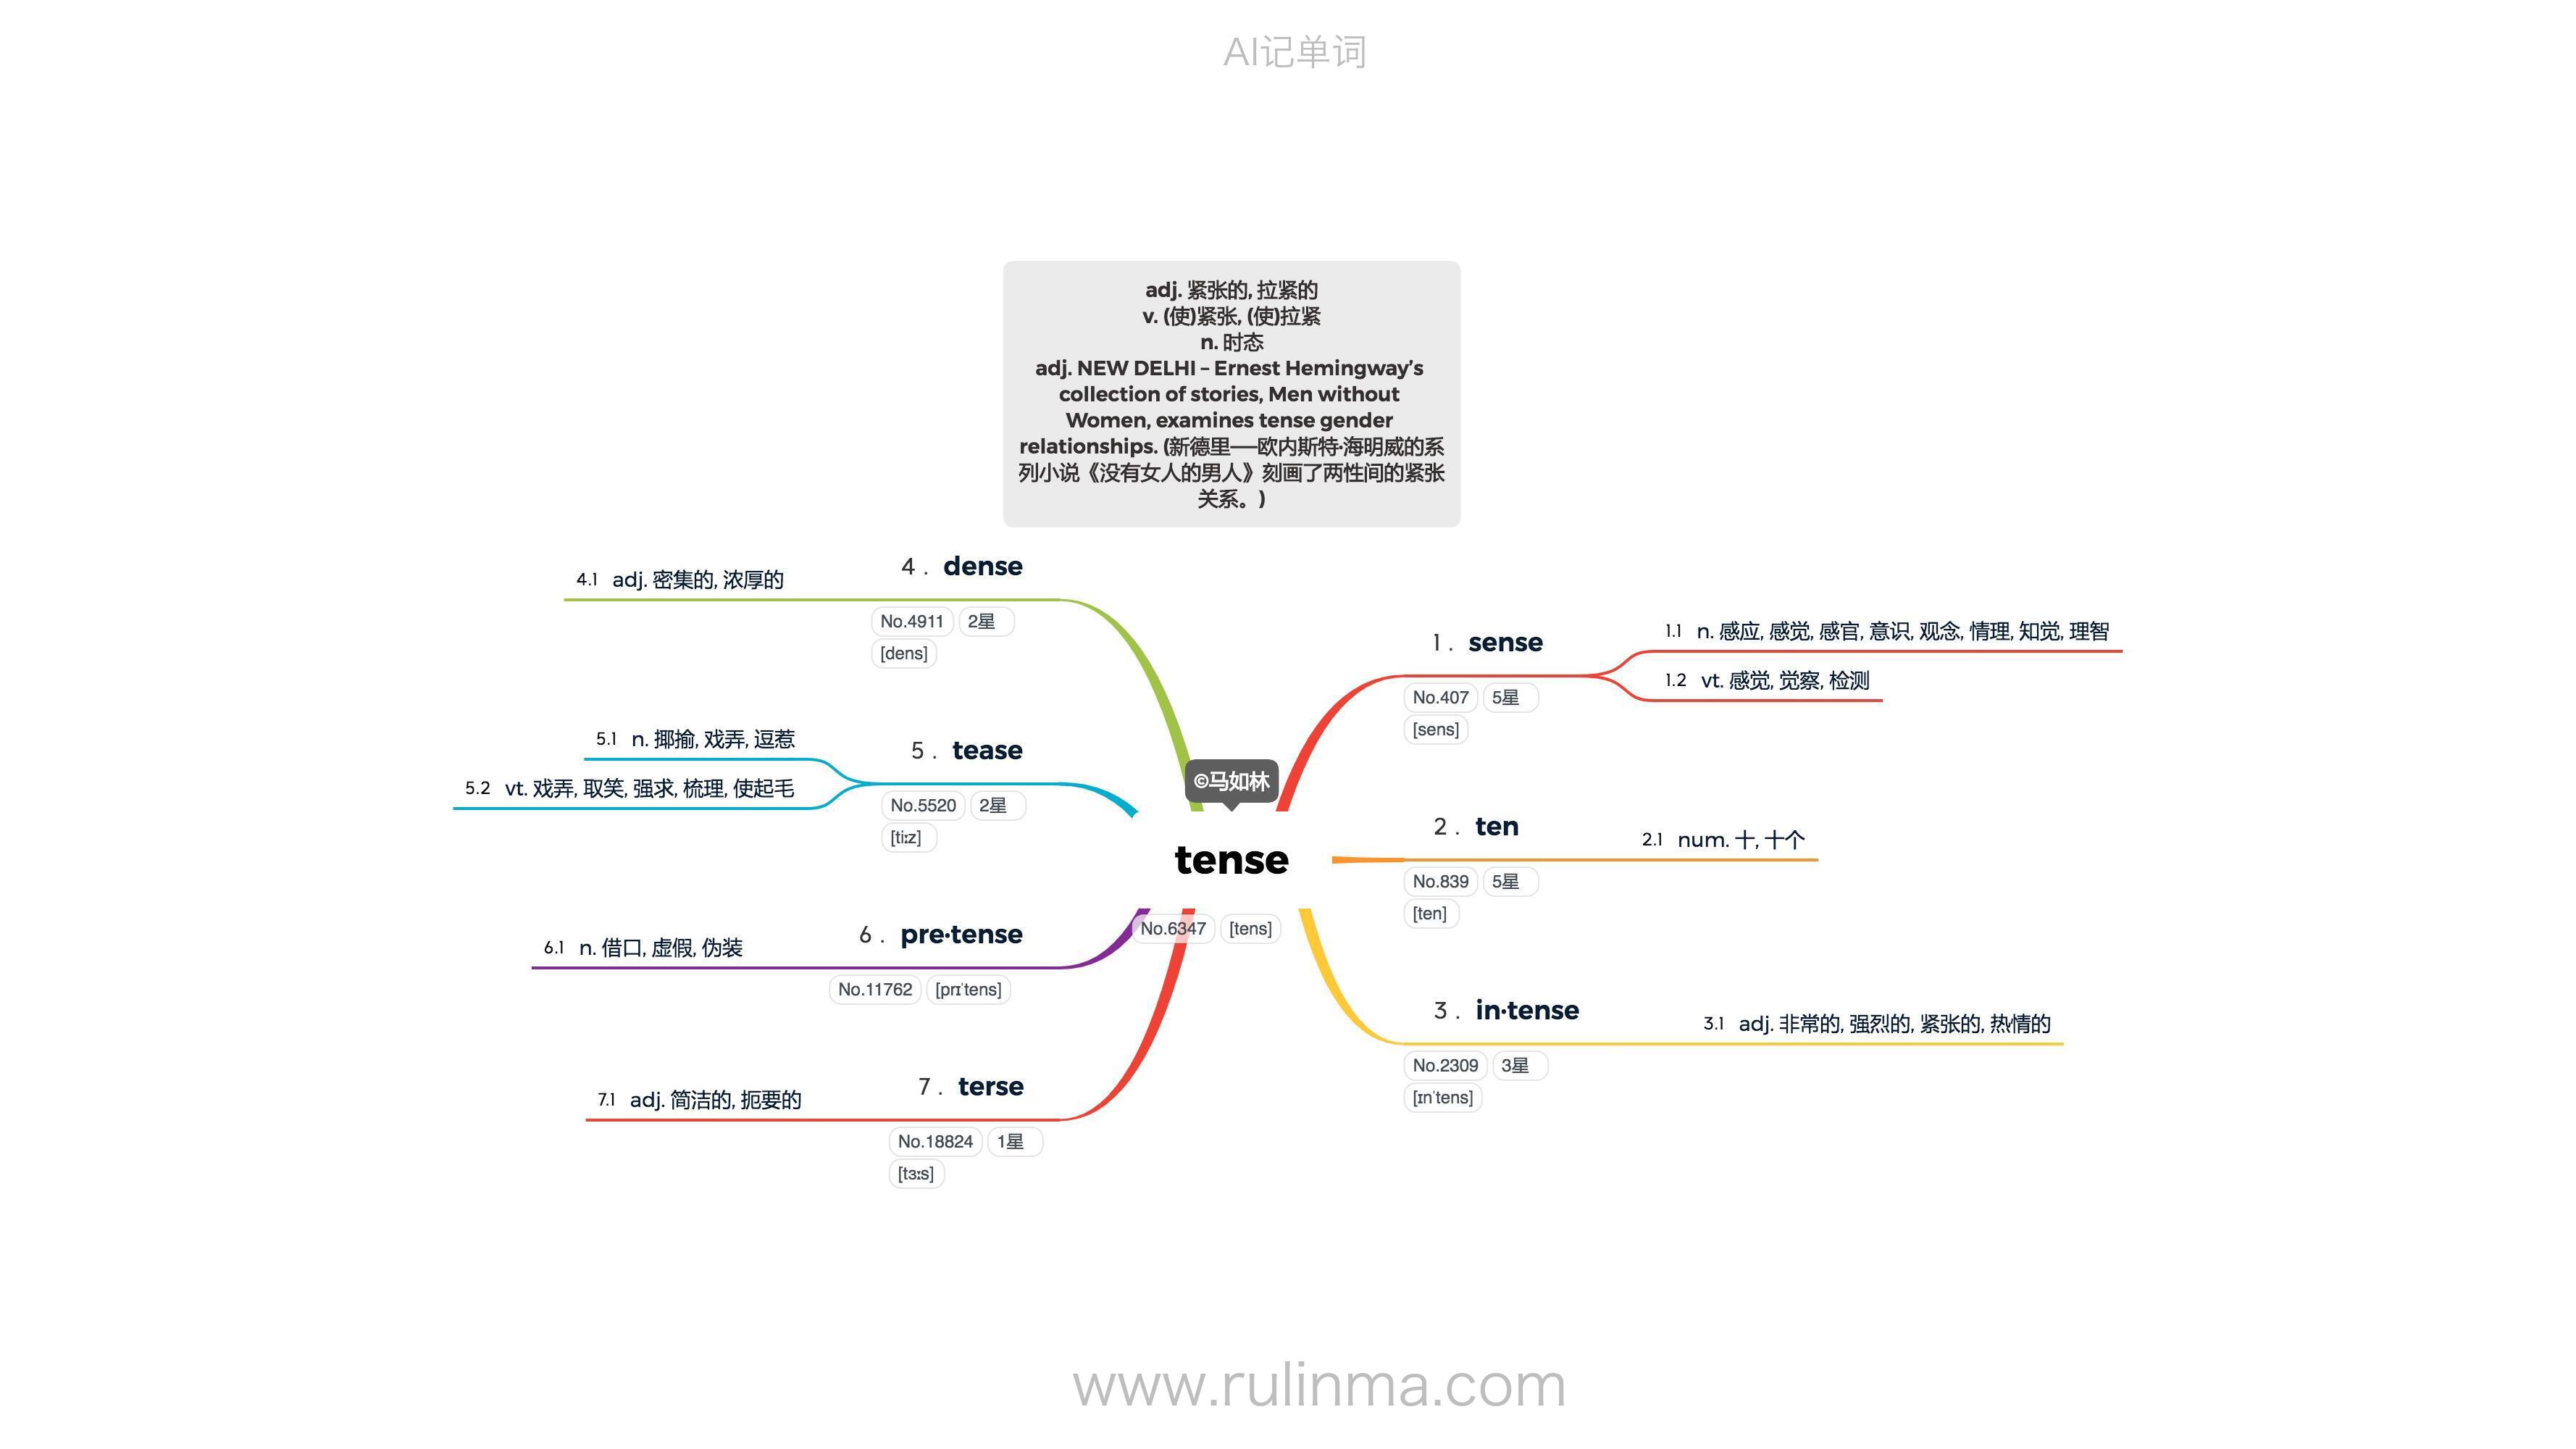 AI记单词
adj. 紧张的, 拉紧的
v. (使)紧张, (使)拉紧
n. 时态
adj. NEW DELHI – Ernest Hemingway’s
collection of stories, Men without
Women, examines tense gender
relationships. (新德里——欧内斯特·海明威的系
列小说《没有女人的男人》刻画了两性间的紧张
关系。)
©马如林
tense
No.6347 [tens]
1 . sense
No.407 5星
[sens]
1.1 n. 感应, 感觉, 感官, 意识, 观念, 情理, 知觉, 理智
1.2 vt. 感觉, 觉察, 检测
2 . ten
No.839 5星
[ten]
2.1 num. 十, 十个
3 . in·tense
No.2309 3星
[ɪnˈtens]
3.1 adj. 非常的, 强烈的, 紧张的, 热情的
4 . dense
No.4911 2星
[dens]
4.1 adj. 密集的, 浓厚的
5 . tease
No.5520 2星
[tiːz]
5.1 n. 揶揄, 戏弄, 逗惹
5.2 vt. 戏弄, 取笑, 强求, 梳理, 使起毛
6 . pre·tense
No.11762 [prɪˈtens]
6.1 n. 借口, 虚假, 伪装
7 . terse
No.18824 1星
[tɜːs]
7.1 adj. 简洁的, 扼要的
www.rulinma.com